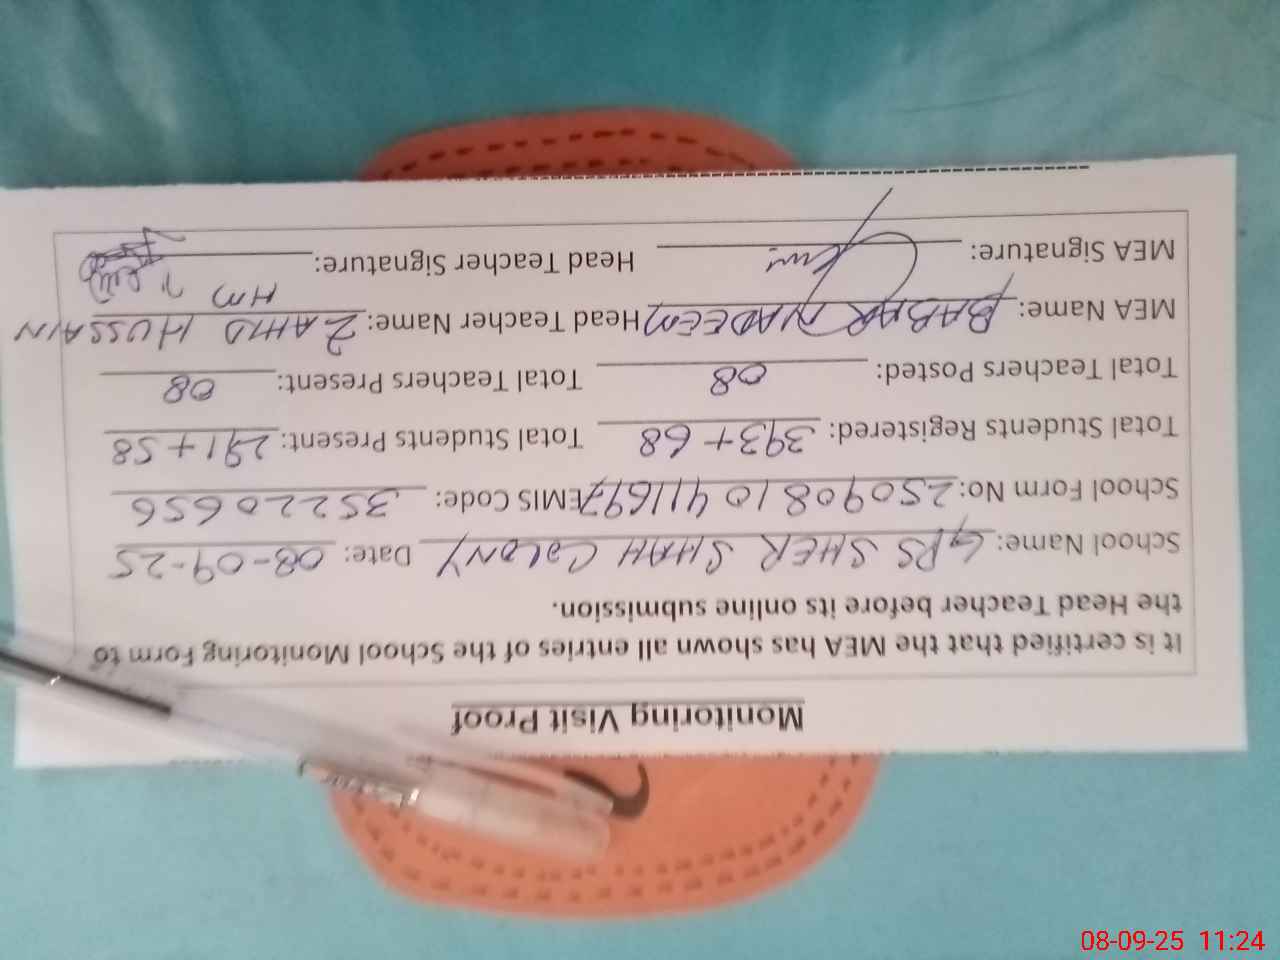 Monitoring Visit Proof
It is certified that the MEA has shown all entries of the School Monitoring Form to
the Head Teacher before its online submission.
School Name: GPS SHER SHAH COLONY Date: 08-09-25
School Form No: 25090810411697 EMIS Code: 35220656
Total Students Registered: 393+68 Total Students Present: 291+58
Total Teachers Posted: 08 Total Teachers Present: 08
MEA Name: BABAR NADEEM Head Teacher Name: ZAHID HUSSAIN
HM
MEA Signature: Head Teacher Signature:
08-09-25 11:24